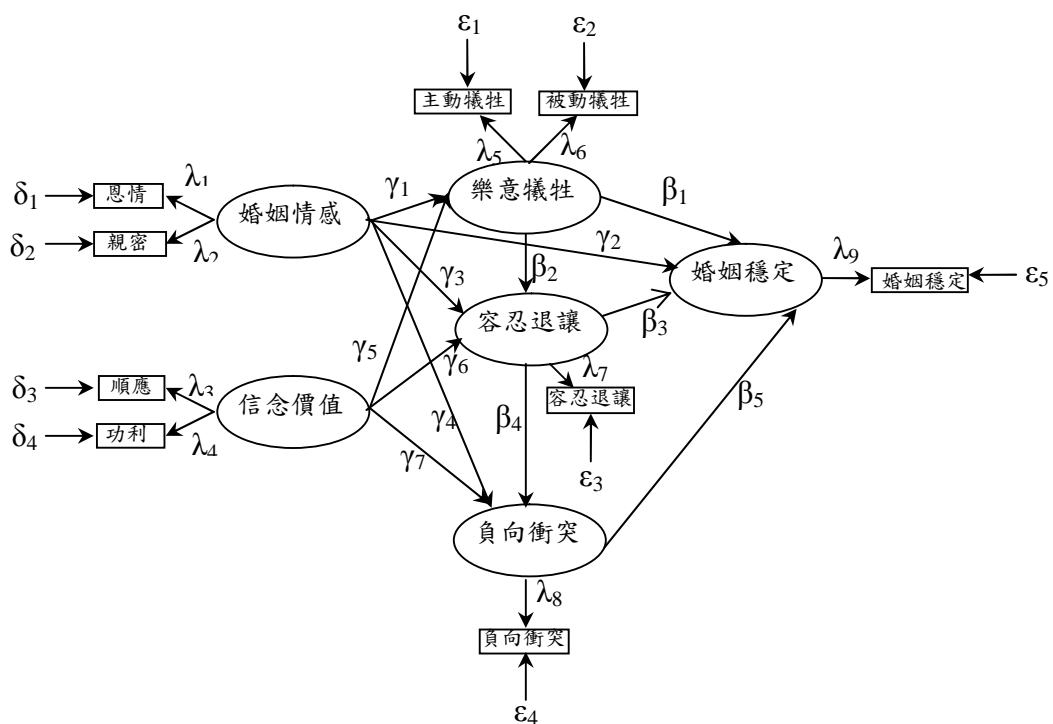 ε1
ε2
主動犧牲
被動犧牲
λ5
λ6
δ1
恩情
λ1
δ2
親密
λ2
婚姻情感
γ1
樂意犧牲
β1
γ2
婚姻穩定
λ9
婚姻穩定
ε5
γ3
β2
容忍退讓
β3
γ5
γ6
λ7
容忍退讓
ε3
δ3
順應
λ3
δ4
功利
λ4
信念價值
γ4
β4
β5
γ7
負向衝突
λ8
負向衝突
ε4